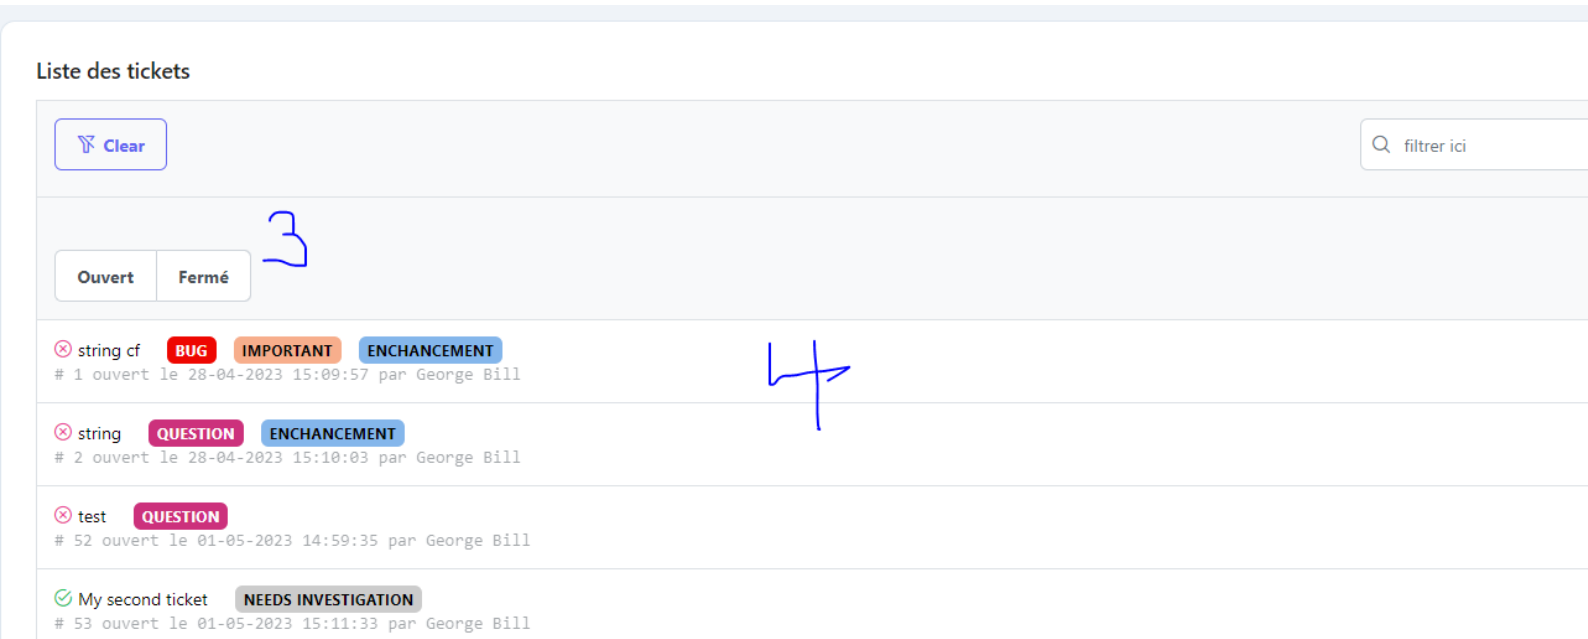 Liste des tickets
Clear
filtrer ici
3
Ouvert Fermé
string cf BUG IMPORTANT ENCHANCEMENT
# 1 ouvert le 28-04-2023 15:09:57 par George Bill
4
string QUESTION ENCHANCEMENT
# 2 ouvert le 28-04-2023 15:10:03 par George Bill
test QUESTION
# 52 ouvert le 01-05-2023 14:59:35 par George Bill
My second ticket NEEDS INVESTIGATION
# 53 ouvert le 01-05-2023 15:11:33 par George Bill